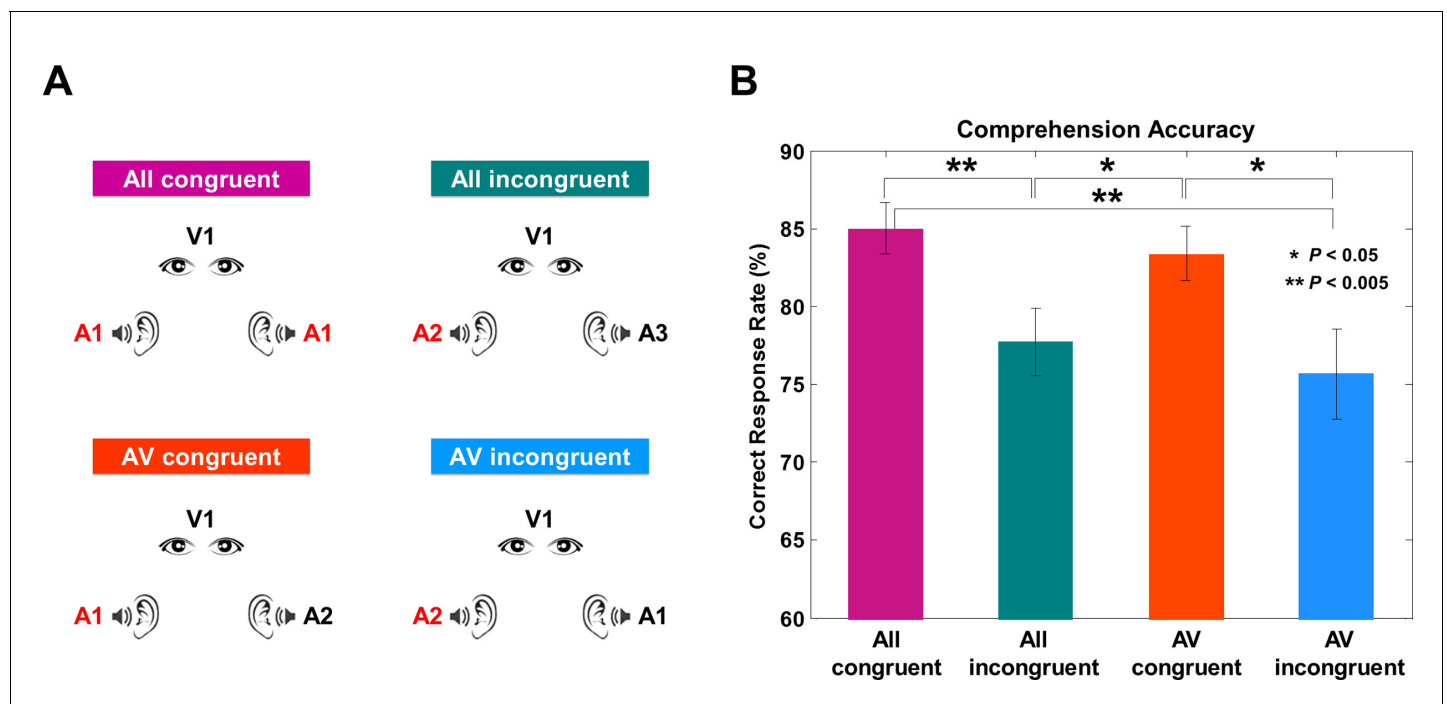 A
All congruent
V1
A1
A1
All incongruent
V1
A2
A3
AV congruent
V1
A1
A2
AV incongruent
V1
A2
A1
B
Comprehension Accuracy
Correct Response Rate (%)
90
85
80
75
70
65
60
**
*
*
**
* P < 0.05
** P < 0.005
All
congruent
All
incongruent
AV
congruent
AV
incongruent